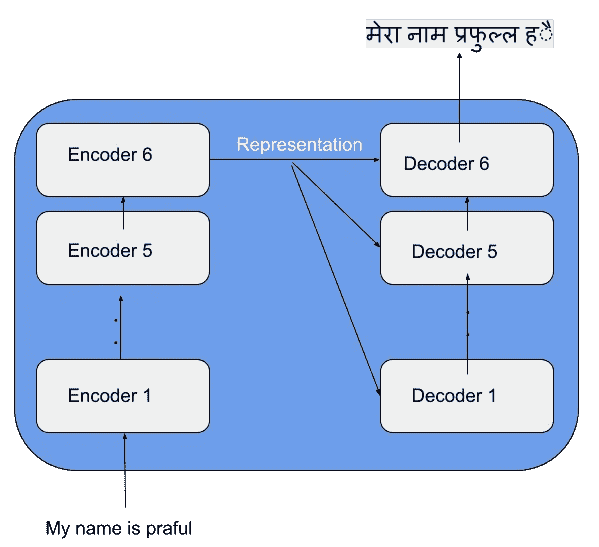 मेरा नाम प्रफुल्ल हैै
Encoder 6
Representation
Decoder 6
Encoder 5
Decoder 5
Encoder 1
Decoder 1
My name is praful